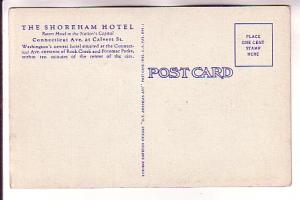 THE SHOREHAM HOTEL
Resort Hotel in the Nation's Capital
Connecticut Ave. at Calvert St.
Washington's newest hotel situated at the Connecti-
cut Ave. entrance of Rock Creek and Potomac Parks,
within ten minutes of the center of the city.
POST CARD
PLACE
ONE CENT
STAMP
HERE